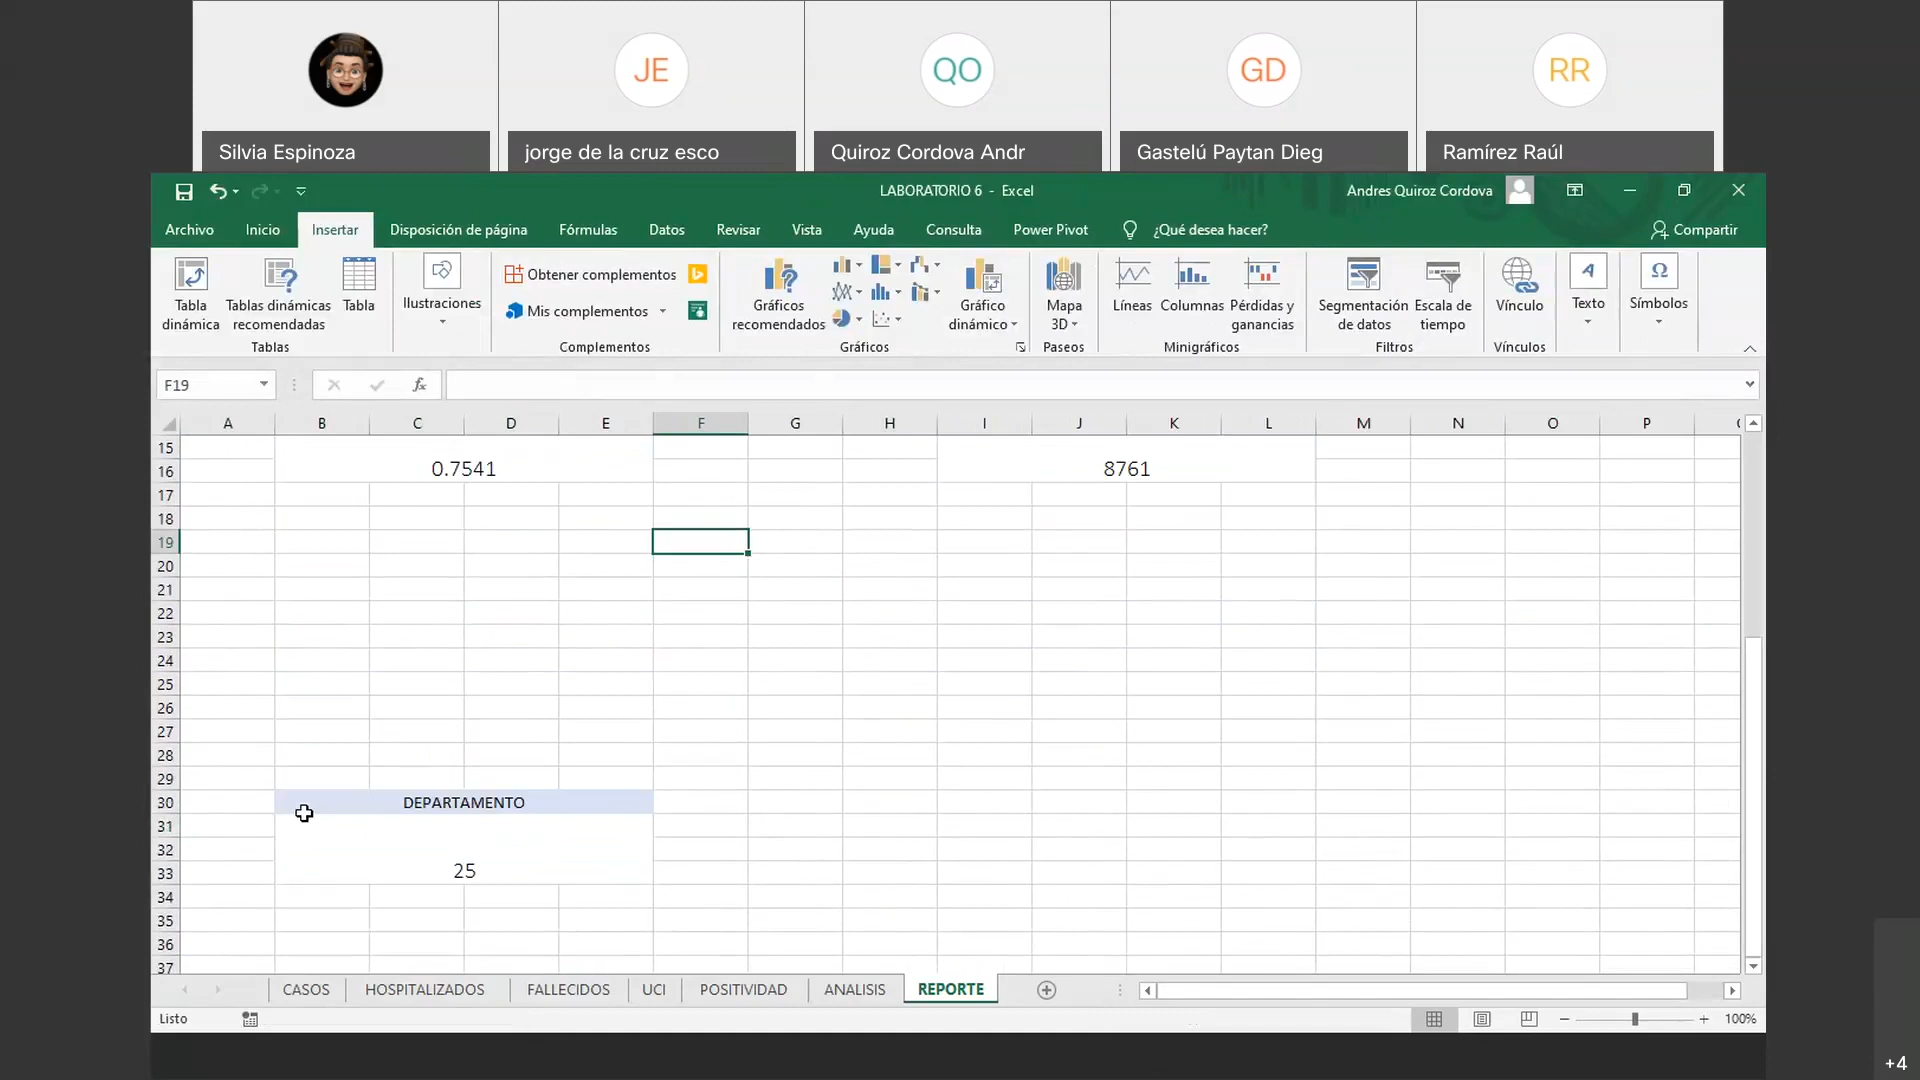 JE
QO
GD
RR
Silvia Espinoza
jorge de la cruz esco
Quiroz Cordova Andr
Gastelú Paytan Dieg
Ramírez Raúl
LABORATORIO 6 - Excel
Andres Quiroz Cordova
Archivo
Inicio
Insertar
Disposición de página
Fórmulas
Datos
Revisar
Vista
Ayuda
Consulta
Power Pivot
¿Qué desea hacer?
Compartir
Tabla
dinámica
Tablas dinámicas
recomendadas
Tabla
Tablas
Ilustraciones
Obtener complementos
Mis complementos
Complementos
Gráficos
recomendados
Gráfico
dinámico
Gráficos
Mapa
3D
Paseos
Líneas
Columnas
Pérdidas y
ganancias
Minigráficos
Segmentación
de datos
Escala de
tiempo
Filtros
Vínculo
Vínculos
Texto
Símbolos
F19
fx
A B C D E F G H I J K L M N O P
15
16 0.7541 8761
17
18
19
20
21
22
23
24
25
26
27
28
29
30 DEPARTAMENTO
31
32
33 25
34
35
36
37
CASOS
HOSPITALIZADOS
FALLECIDOS
UCI
POSITIVIDAD
ANALISIS
REPORTE
Listo
100%
+4